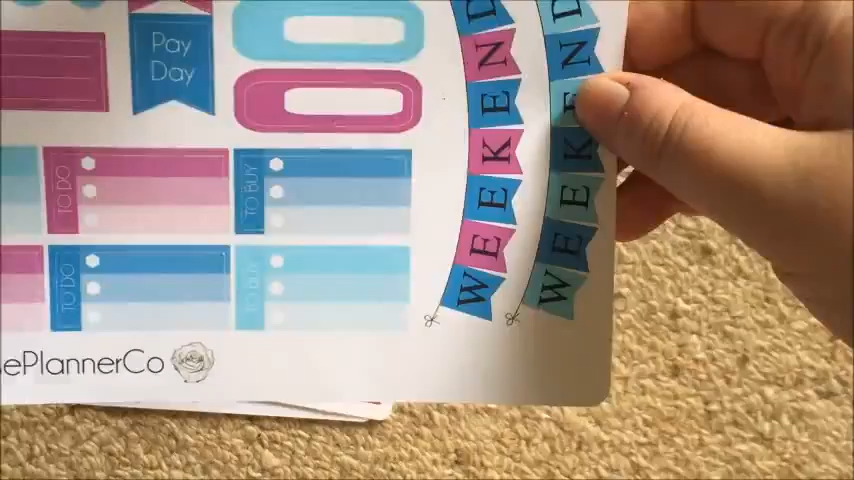 Pay
Day
WEEKEND
WEEKEND
TO DO
TO BUY
TO DO
TO BUY
ePlannerCo